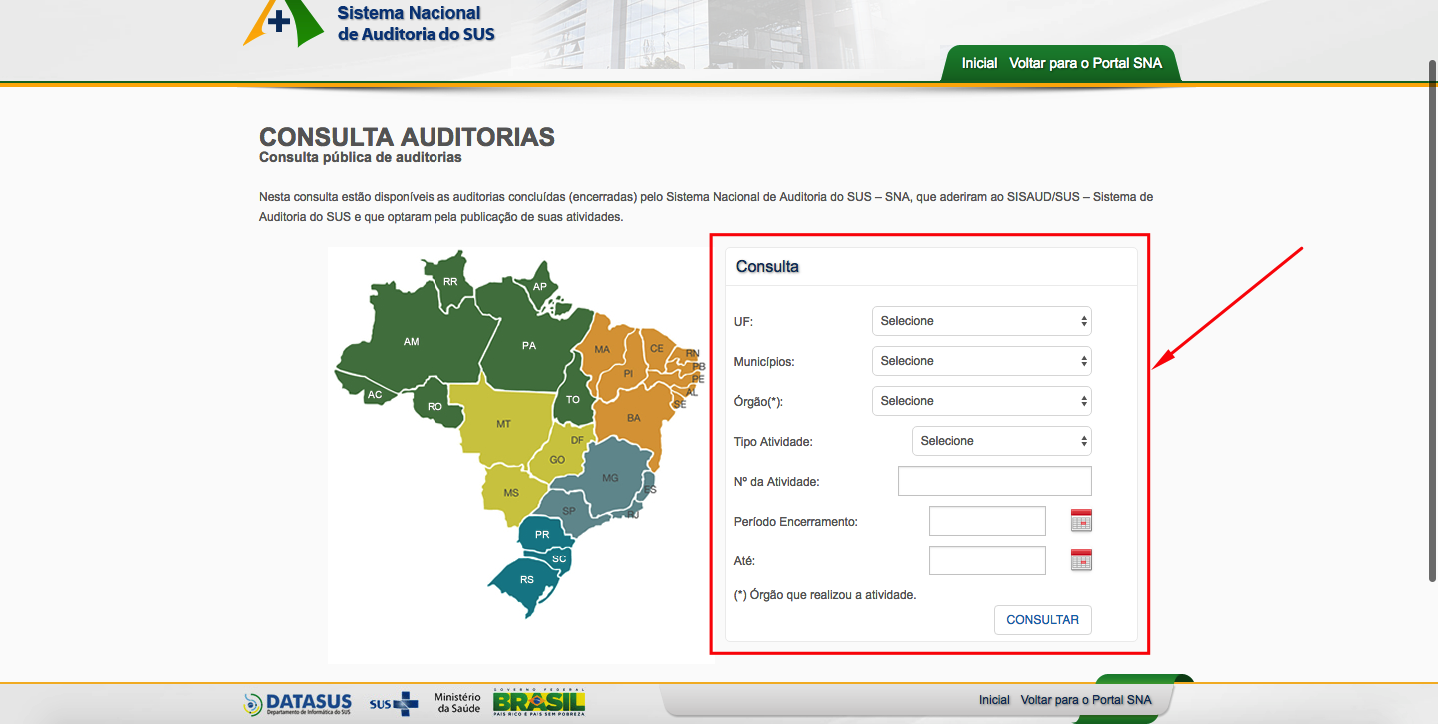 Sistema Nacional
de Auditoria do SUS
Inicial Voltar para o Portal SNA
CONSULTA AUDITORIAS
Consulta pública de auditorias
Nesta consulta estão disponíveis as auditorias concluídas (encerradas) pelo Sistema Nacional de Auditoria do SUS – SNA, que aderiram ao SISAUD/SUS – Sistema de
Auditoria do SUS e que optaram pela publicação de suas atividades.
RR
AP
AM
PA
MA
CE
RN
PB
PI
PE
AC
RO
TO
AL
SE
MT
BA
DF
GO
MS
MG
ES
SP
RJ
PR
SC
RS
Consulta
UF: Selecione
Municípios: Selecione
Órgão(*): Selecione
Tipo Atividade: Selecione
Nº da Atividade:
Período Encerramento:
Até:
(*) Órgão que realizou a atividade.
CONSULTAR
DATASUS
Departamento de Informática do SUS
SUS
Ministério
da Saúde
GOVERNO FEDERAL
BRASIL
PAÍS RICO É PAÍS SEM POBREZA
Inicial Voltar para o Portal SNA